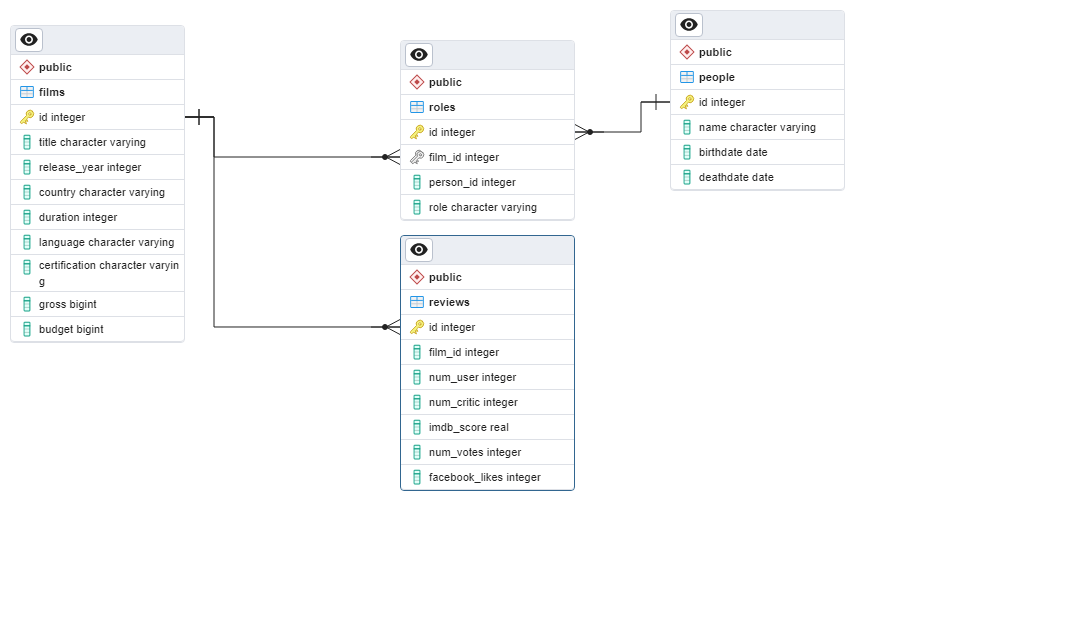 public
films
id integer
title character varying
release_year integer
country character varying
duration integer
language character varying
certification character varyin
g
gross bigint
budget bigint
public
roles
id integer
film_id integer
person_id integer
role character varying
public
reviews
id integer
film_id integer
num_user integer
num_critic integer
imdb_score real
num_votes integer
facebook_likes integer
public
people
id integer
name character varying
birthdate date
deathdate date